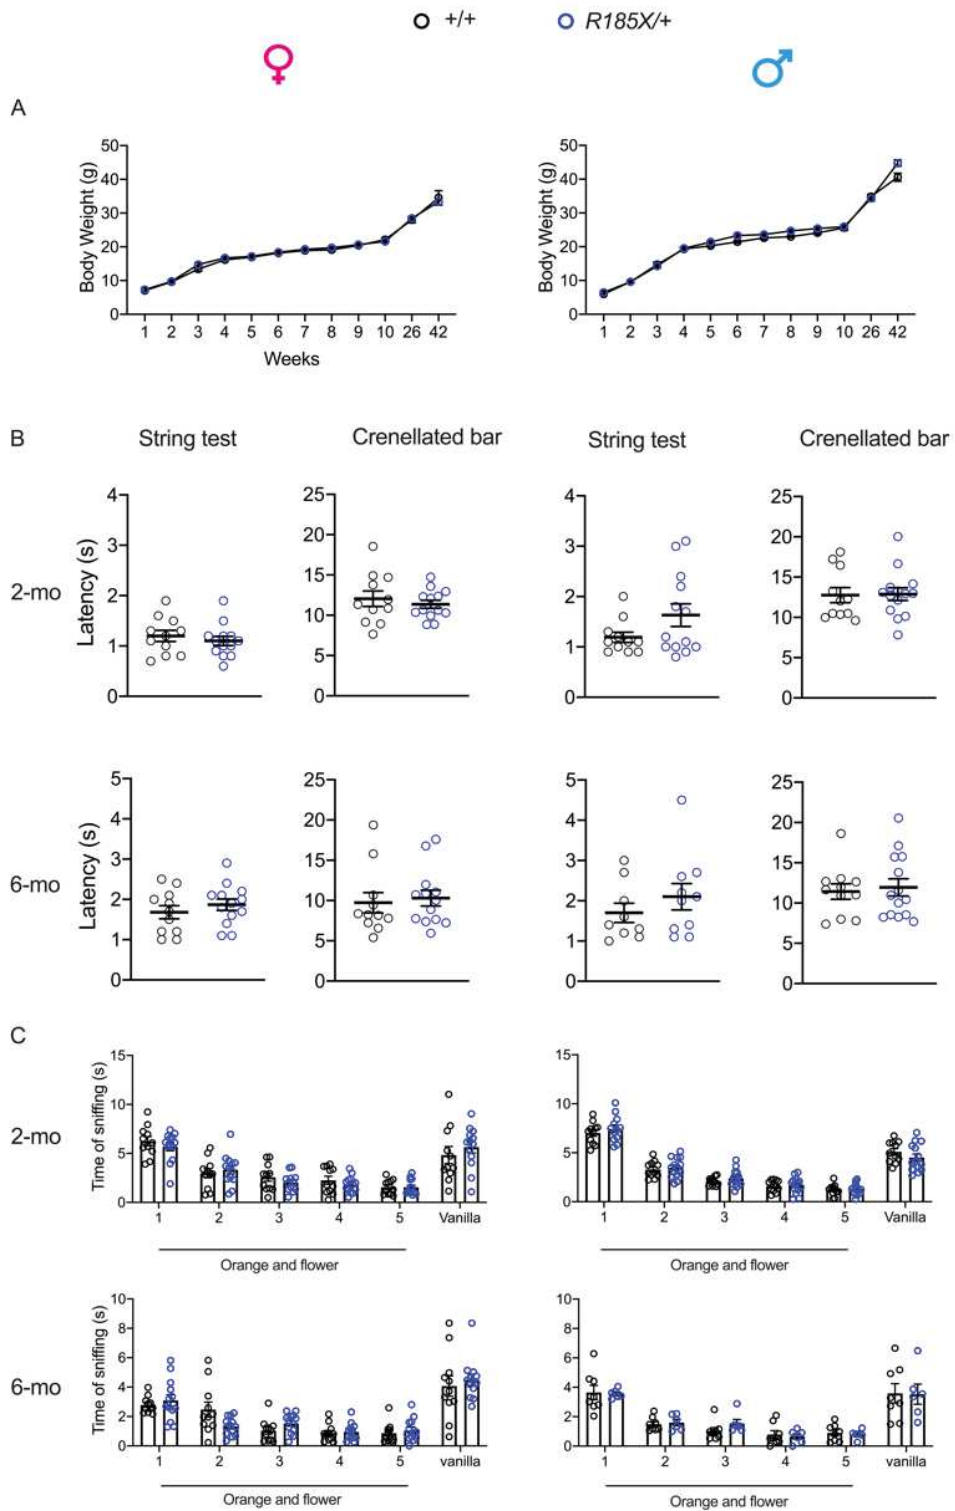 +/+ R185X/+
♀ ♂
A
50 40 30 20 10 0
Body Weight (g)
1 2 3 4 5 6 7 8 9 10 26 42
Weeks
50 40 30 20 10 0
Body Weight (g)
1 2 3 4 5 6 7 8 9 10 26 42
B
String test Crenellated bar String test Crenellated bar
2-mo
Latency (s)
4 3 2 1 0
25 20 15 10 5 0
4 3 2 1 0
25 20 15 10 5 0
6-mo
Latency (s)
5 4 3 2 1 0
25 20 15 10 5 0
5 4 3 2 1 0
25 20 15 10 5 0
C
2-mo
Time of sniffing (s)
15 10 5 0
1 2 3 4 5 Vanilla
Orange and flower
15 10 5 0
1 2 3 4 5 Vanilla
Orange and flower
6-mo
Time of sniffing (s)
10 8 6 4 2 0
1 2 3 4 5 vanilla
Orange and flower
10 8 6 4 2 0
1 2 3 4 5 vanilla
Orange and flower